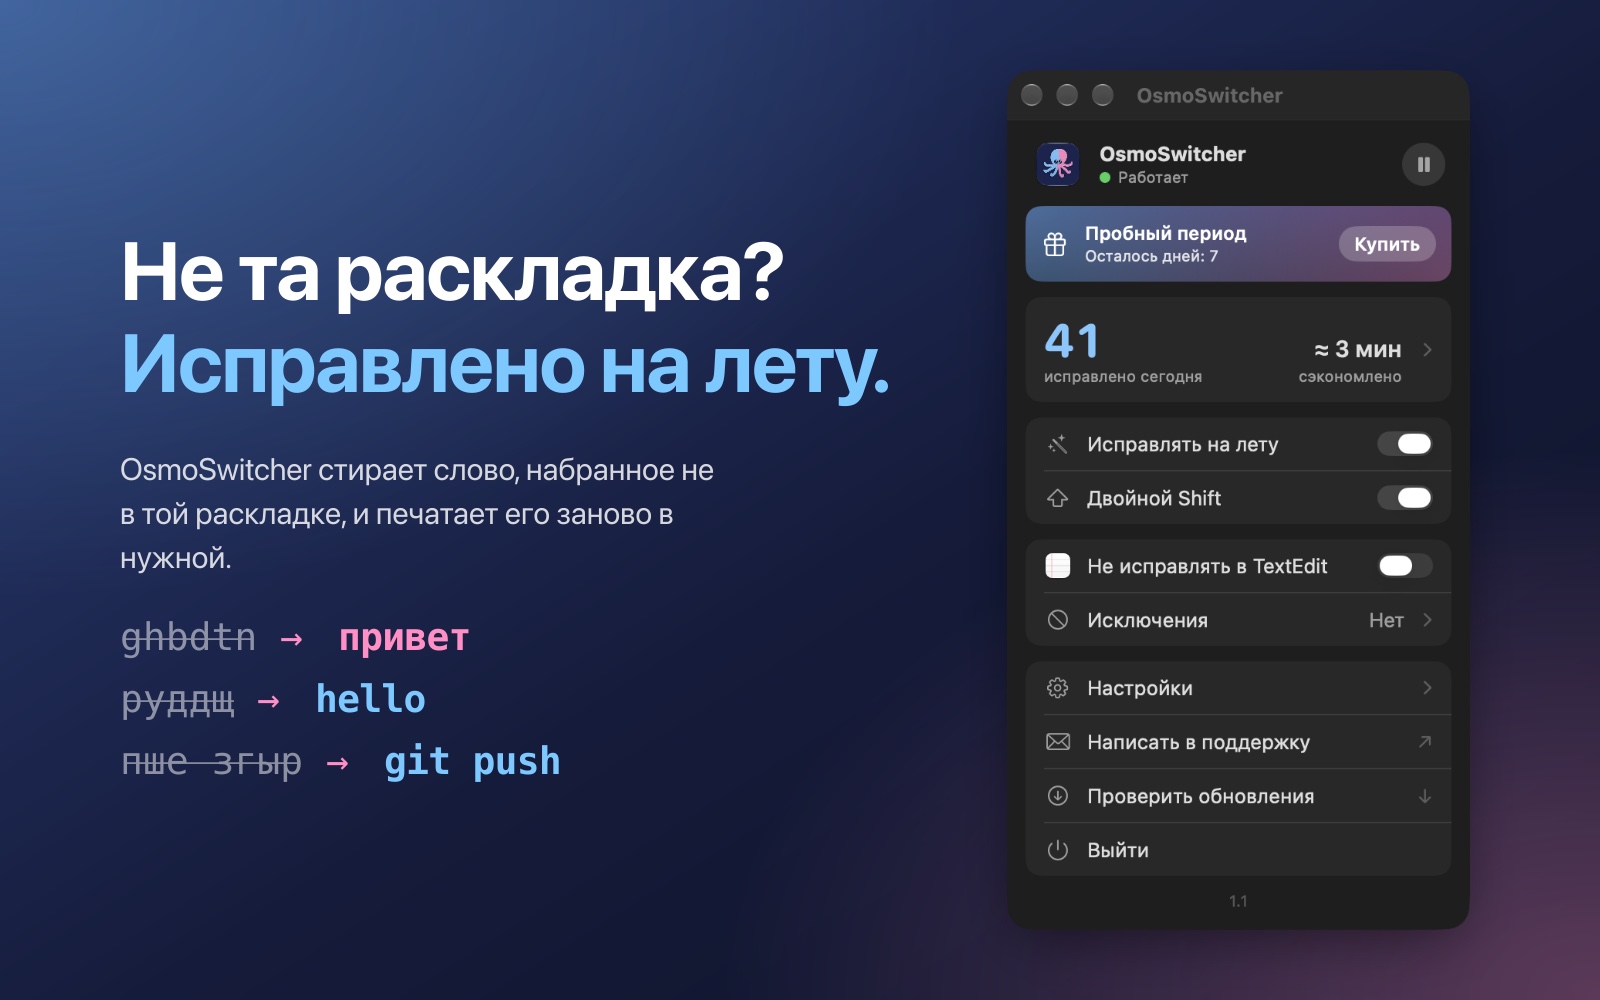 Не та раскладка?
Исправлено на лету.
OsmoSwitcher стирает слово, набранное не
в той раскладке, и печатает его заново в
нужной.
ghbdtn → привет
руддщ → hello
пше згыр → git push
OsmoSwitcher
OsmoSwitcher
Работает
Пробный период
Осталось дней: 7
Купить
41
исправлено сегодня
≈ 3 мин
сэкономлено
Исправлять на лету
Двойной Shift
Не исправлять в TextEdit
Исключения Нет
Настройки
Написать в поддержку
Проверить обновления
Выйти
1.1